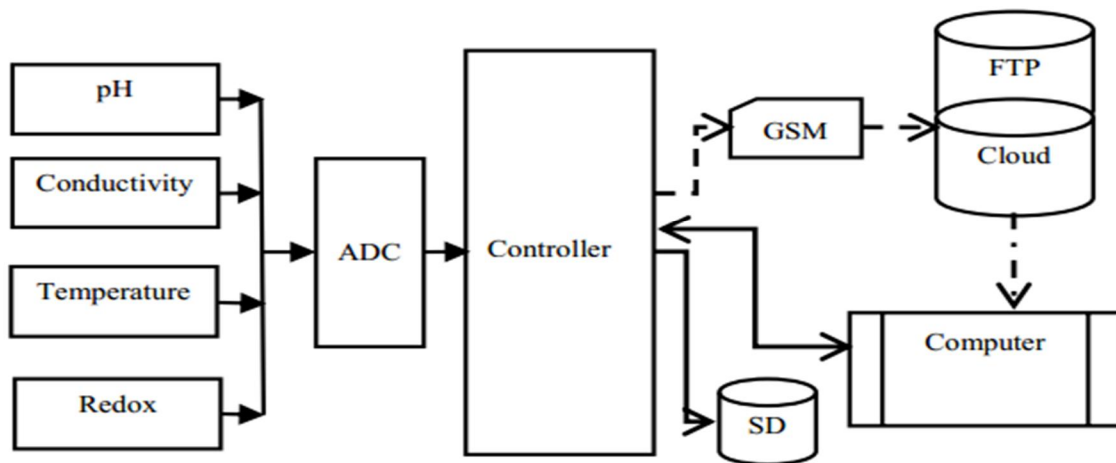 pH
Conductivity
Temperature
Redox
ADC
Controller
GSM
FTP
Cloud
Computer
SD